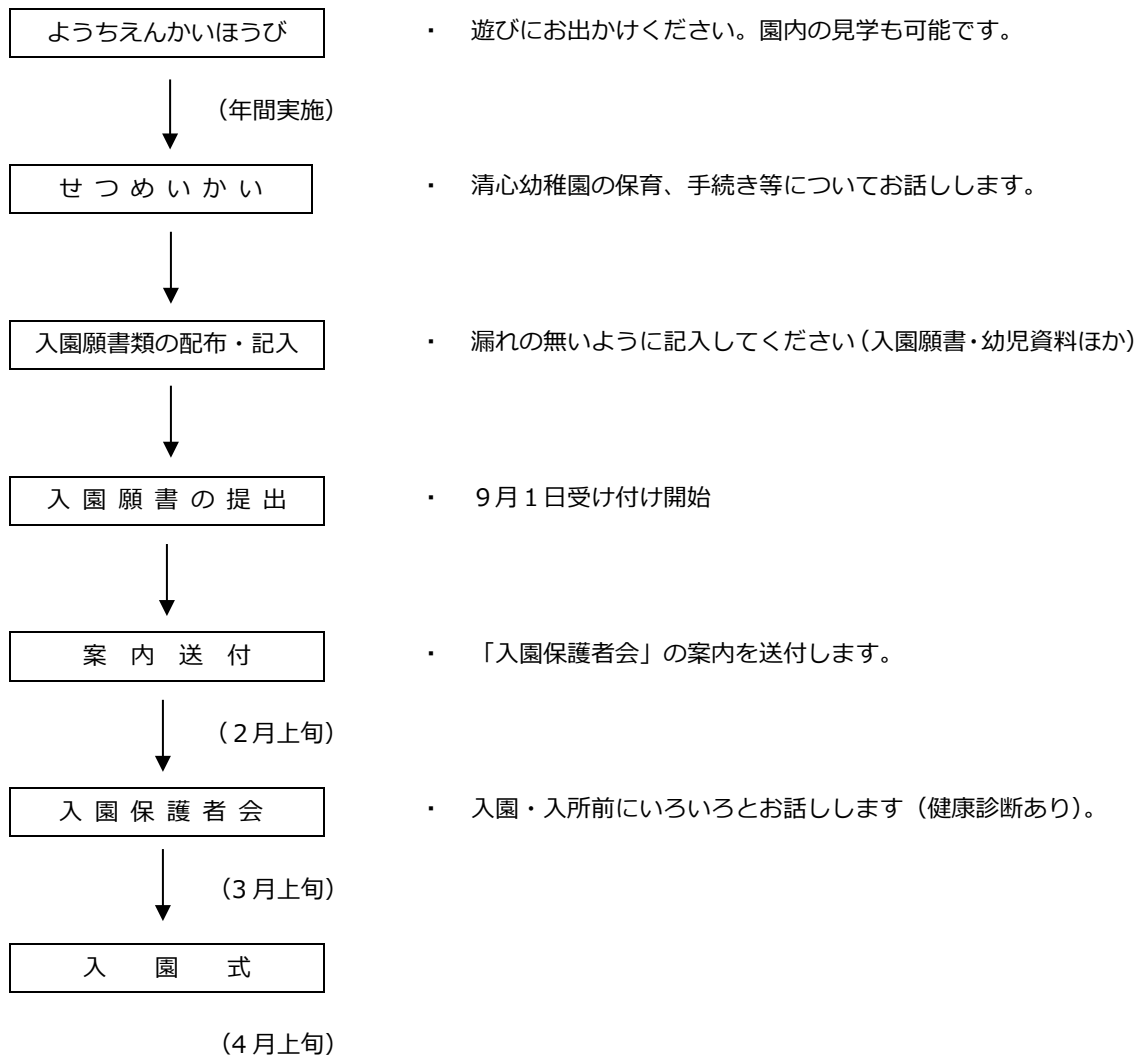 ようちえんかいほうび ・ 遊びにお出かけください。園内の見学も可能です。
(年間実施)
せつめいかい ・ 清心幼稚園の保育、手続き等についてお話しします。
入園願書類の配布・記入 ・ 漏れの無いように記入してください(入園願書・幼児資料ほか)
入園願書の提出 ・ 9月1日受け付け開始
案内送付 ・ 「入園保護者会」の案内を送付します。
(2月上旬)
入園保護者会 ・ 入園・入所前にいろいろとお話しします(健康診断あり)。
(3月上旬)
入園式
(4月上旬)